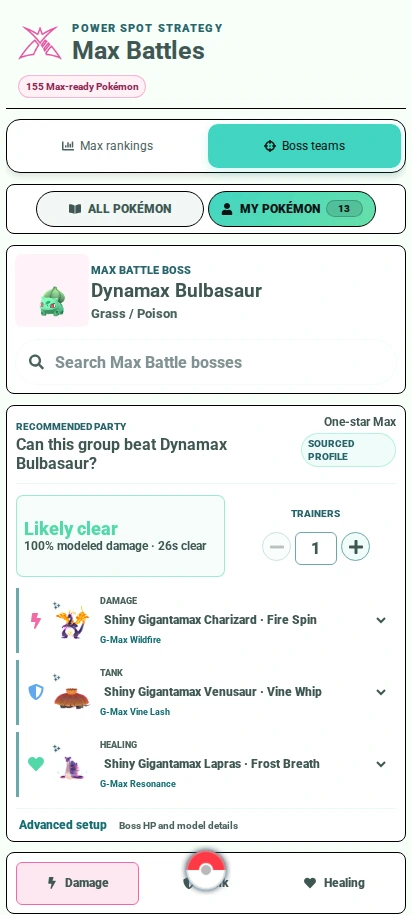 POWER SPOT STRATEGY
Max Battles
155 Max-ready Pokémon
Max rankings
Boss teams
ALL POKÉMON
MY POKÉMON 13
MAX BATTLE BOSS
Dynamax Bulbasaur
Grass / Poison
Search Max Battle bosses
One-star Max
RECOMMENDED PARTY
SOURCED
PROFILE
Can this group beat Dynamax
Bulbasaur?
Likely clear
100% modeled damage · 26s clear
TRAINERS
1
DAMAGE
Shiny Gigantamax Charizard · Fire Spin
G-Max Wildfire
TANK
Shiny Gigantamax Venusaur · Vine Whip
G-Max Vine Lash
HEALING
Shiny Gigantamax Lapras · Frost Breath
G-Max Resonance
Advanced setup Boss HP and model details
Damage
Healing